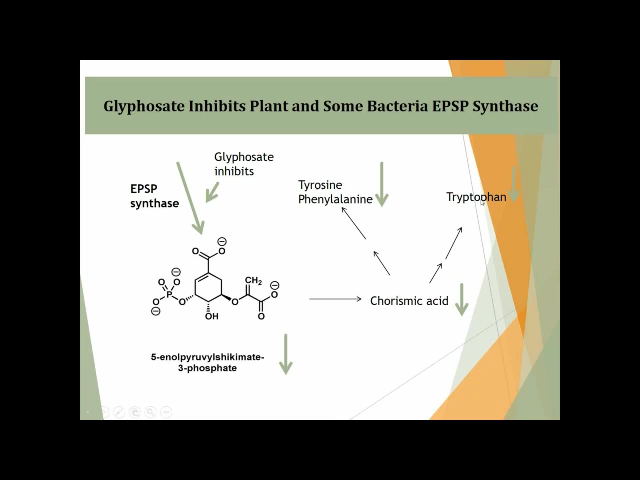 Glyphosate Inhibits Plant and Some Bacteria EPSP Synthase
Glyphosate
inhibits
EPSP
synthase
Tyrosine
Phenylalanine
Tryptophan
O
O
⊖
⊖
O
O
P
O
O
⊖
OH
O
CH2
O
O
⊖
Chorismic acid
5-enolpyruvylshikimate-
3-phosphate